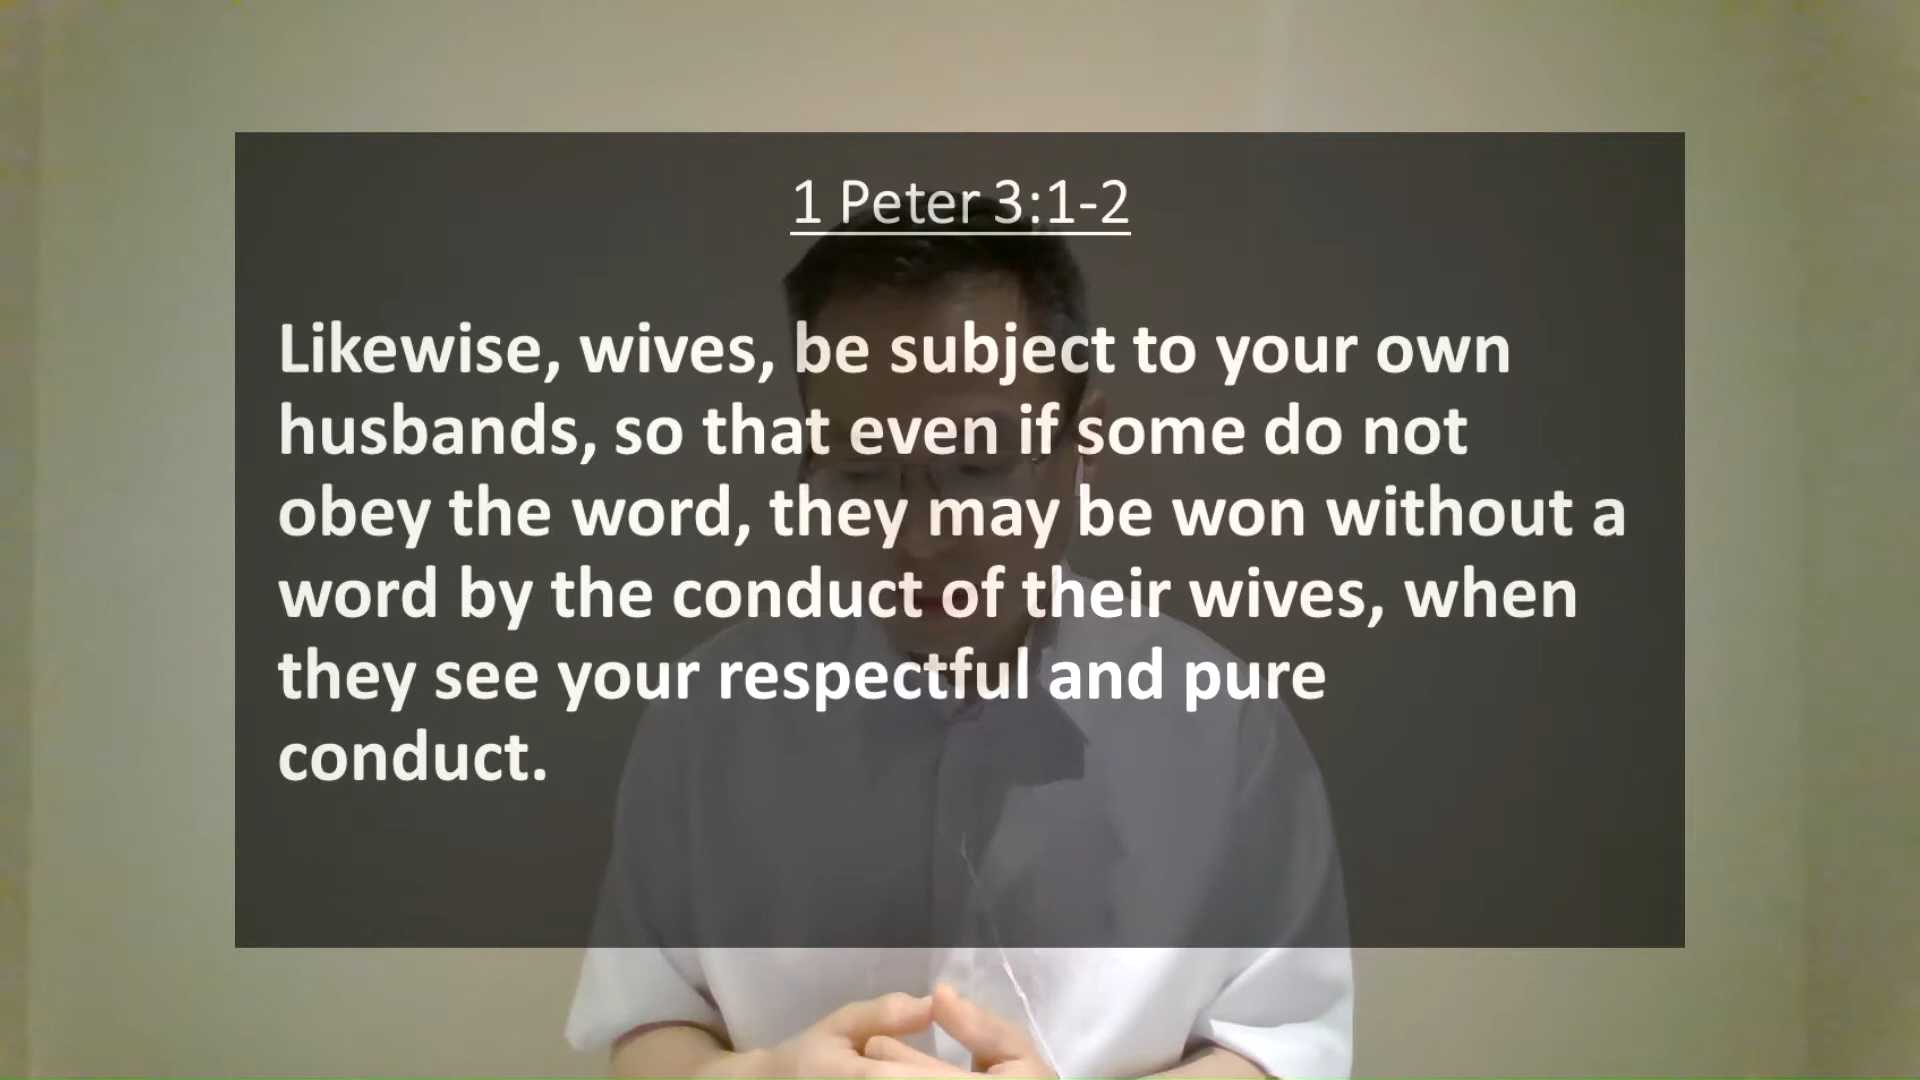 1 Peter 3:1-2
Likewise, wives, be subject to your own
husbands, so that even if some do not
obey the word, they may be won without a
word by the conduct of their wives, when
they see your respectful and pure
conduct.